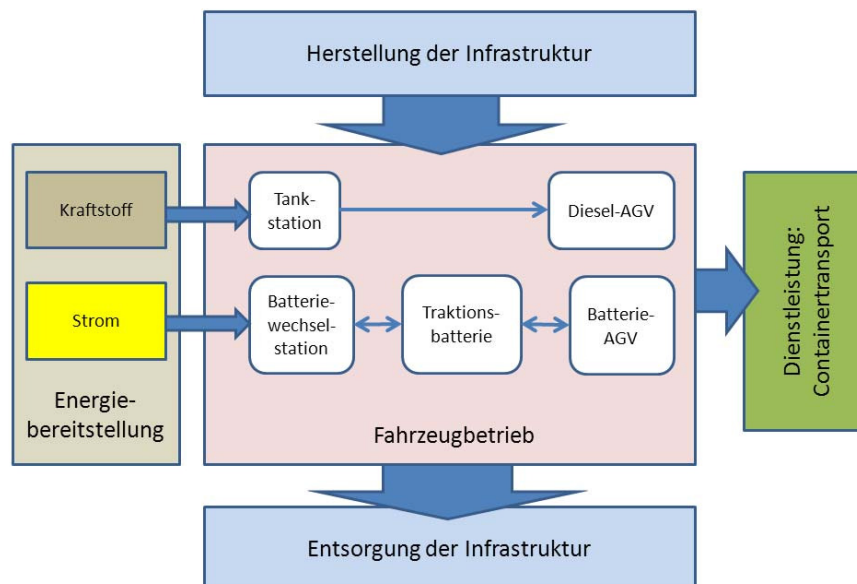 Herstellung der Infrastruktur
Kraftstoff
Strom
Energie-
bereitstellung
Tank-
station
Diesel-AGV
Batterie-
wechsel-
station
Traktions-
batterie
Batterie-
AGV
Fahrzeugbetrieb
Dienstleistung:
Containertransport
Entsorgung der Infrastruktur